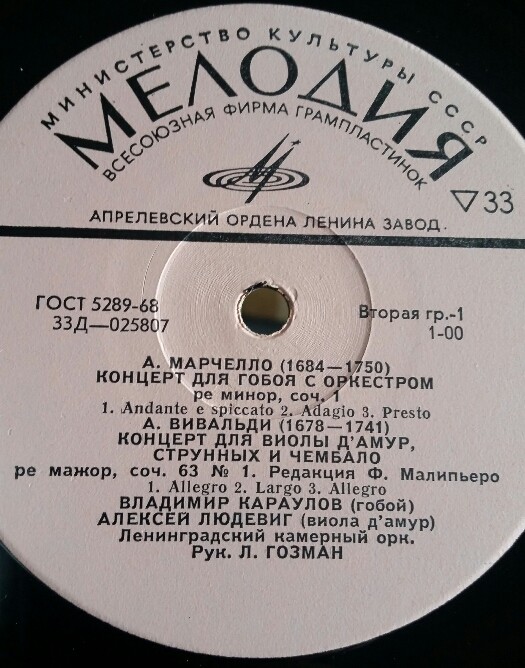 МИНИСТЕРСТВО КУЛЬТУРЫ СССР
МЕЛОДИЯ
ВСЕСОЮЗНАЯ ФИРМА ГРАМПЛАСТИНОК
33
АПРЕЛЕВСКИЙ ОРДЕНА ЛЕНИНА ЗАВОД.
ГОСТ 5289-68
33Д—025807
Вторая гр.-1
1-00
А. МАРЧЕЛЛО (1684—1750)
КОНЦЕРТ ДЛЯ ГОБОЯ С ОРКЕСТРОМ
ре минор, соч. 1
1. Andante e spiccato 2. Adagio 3. Presto
А. ВИВАЛЬДИ (1678—1741)
КОНЦЕРТ ДЛЯ ВИОЛЫ Д'АМУР,
СТРУННЫХ И ЧЕМБАЛО
ре мажор, соч. 63 № 1. Редакция Ф. Малипьеро
1. Allegro 2. Largo 3. Allegro
ВЛАДИМИР КАРАУЛОВ (гобой)
АЛЕКСЕЙ ЛЮДЕВИГ (виола д'амур)
Ленинградский камерный орк.
Рук. Л. ГОЗМАН